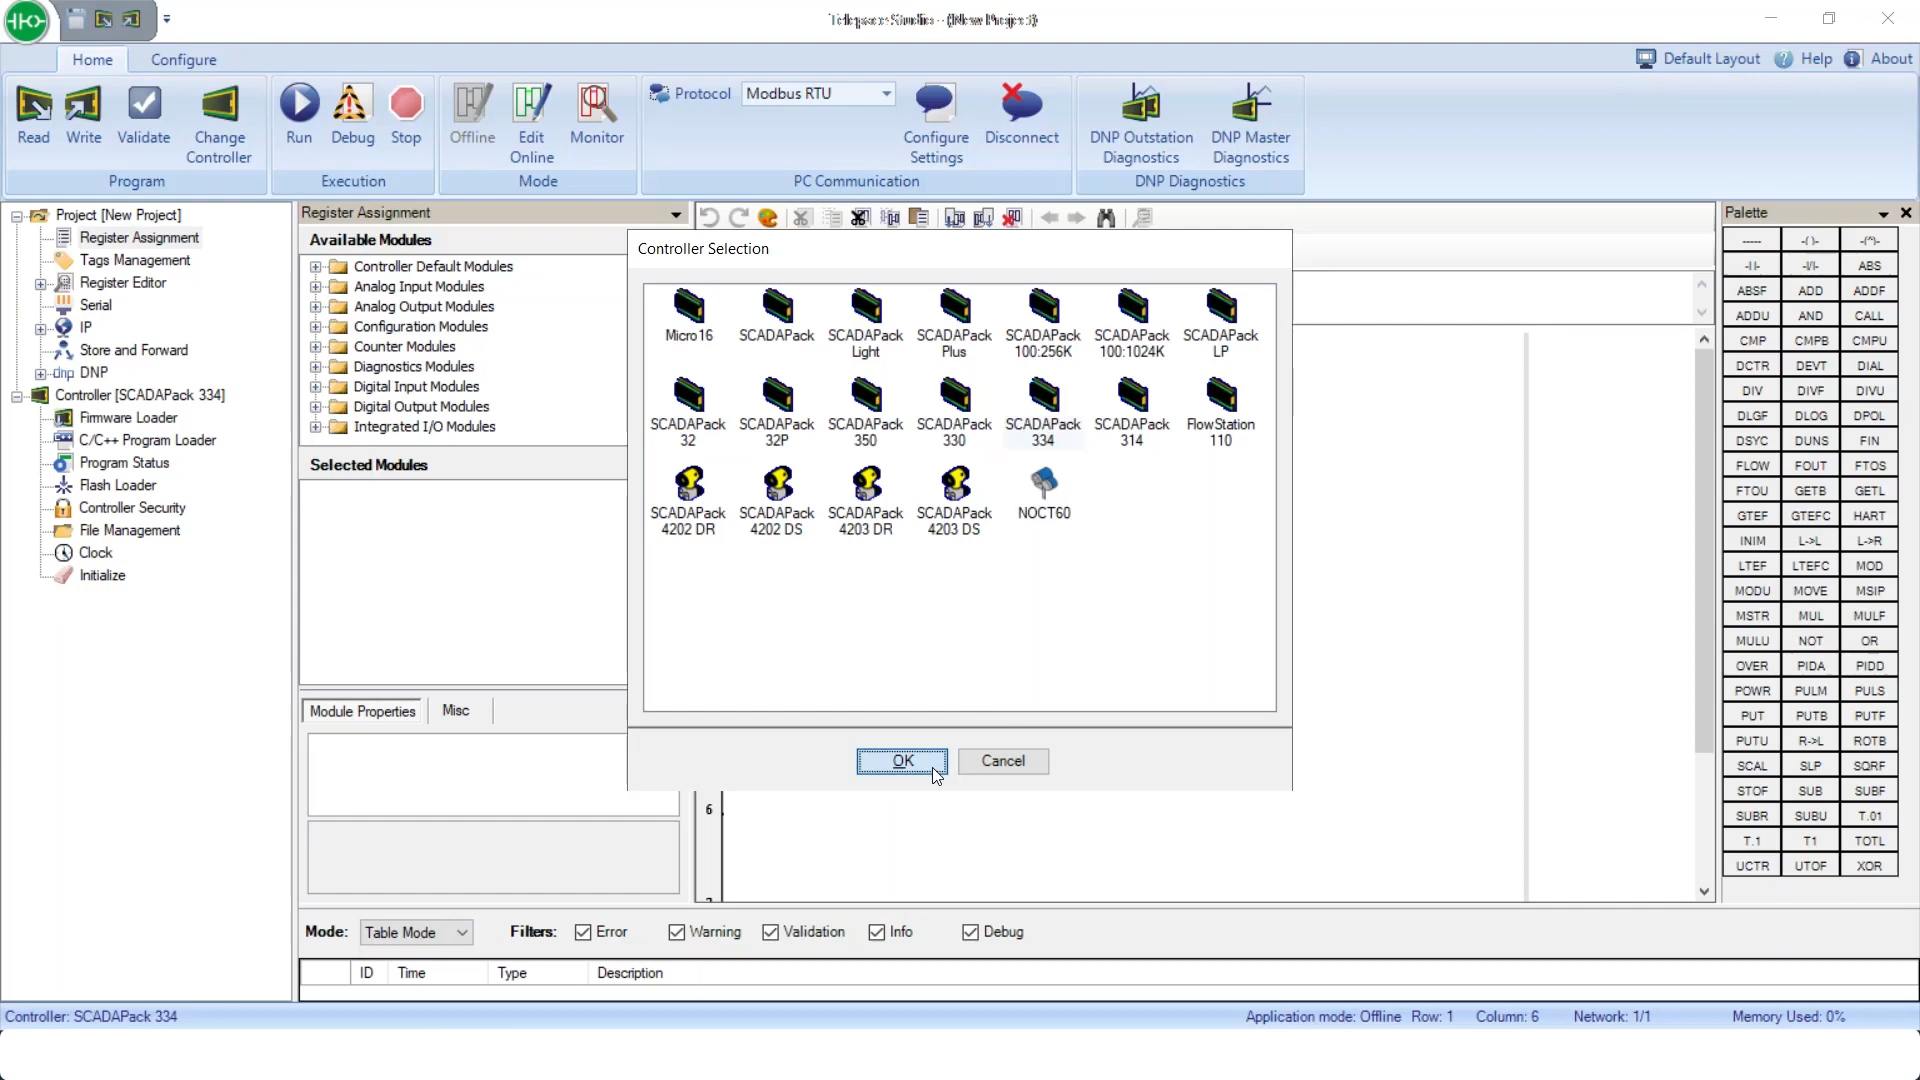 Telepace Studio - (New Project)
Home
Configure
Default Layout
Help
About
Read
Write
Validate
Change
Controller
Program
Run
Debug
Stop
Execution
Offline
Edit
Online
Monitor
Mode
Protocol
Modbus RTU
Configure
Settings
Disconnect
PC Communication
DNP Outstation
Diagnostics
DNP Master
Diagnostics
DNP Diagnostics
Project [New Project]
Register Assignment
Tags Management
Register Editor
Serial
IP
Store and Forward
dnp DNP
Controller [SCADAPack 334]
Firmware Loader
C/C++ Program Loader
Program Status
Flash Loader
Controller Security
File Management
Clock
Initialize
Register Assignment
Available Modules
Controller Default Modules
Analog Input Modules
Analog Output Modules
Configuration Modules
Counter Modules
Diagnostics Modules
Digital Input Modules
Digital Output Modules
Integrated I/O Modules
Selected Modules
Module Properties
Misc
Controller Selection
Micro16
SCADAPack
SCADAPack
Light
SCADAPack
Plus
SCADAPack
100:256K
SCADAPack
100:1024K
SCADAPack
LP
SCADAPack
32
SCADAPack
32P
SCADAPack
350
SCADAPack
330
SCADAPack
334
SCADAPack
314
FlowStation
110
SCADAPack
4202 DR
SCADAPack
4202 DS
SCADAPack
4203 DR
SCADAPack
4203 DS
NOCT60
OK
Cancel
6
Palette
----- -( )- -(^)-
-| |- -|/|- ABS
ABSF ADD ADDF
ADDU AND CALL
CMP CMPB CMPU
DCTR DEVT DIAL
DIV DIVF DIVU
DLGF DLOG DPOL
DSYC DUNS FIN
FLOW FOUT FTOS
FTOU GETB GETL
GTEF GTEFC HART
INIM L->L L->R
LTEF LTEFC MOD
MODU MOVE MSIP
MSTR MUL MULF
MULU NOT OR
OVER PIDA PIDD
POWR PULM PULS
PUT PUTB PUTF
PUTU R->L ROTB
SCAL SLP SQRF
STOF SUB SUBF
SUBR SUBU T.01
T.1 T1 TOTL
UCTR UTOF XOR
Mode: Table Mode Filters: Error Warning Validation Info Debug
ID Time Type Description
Controller: SCADAPack 334
Application mode: Offline Row: 1 Column: 6 Network: 1/1 Memory Used: 0%